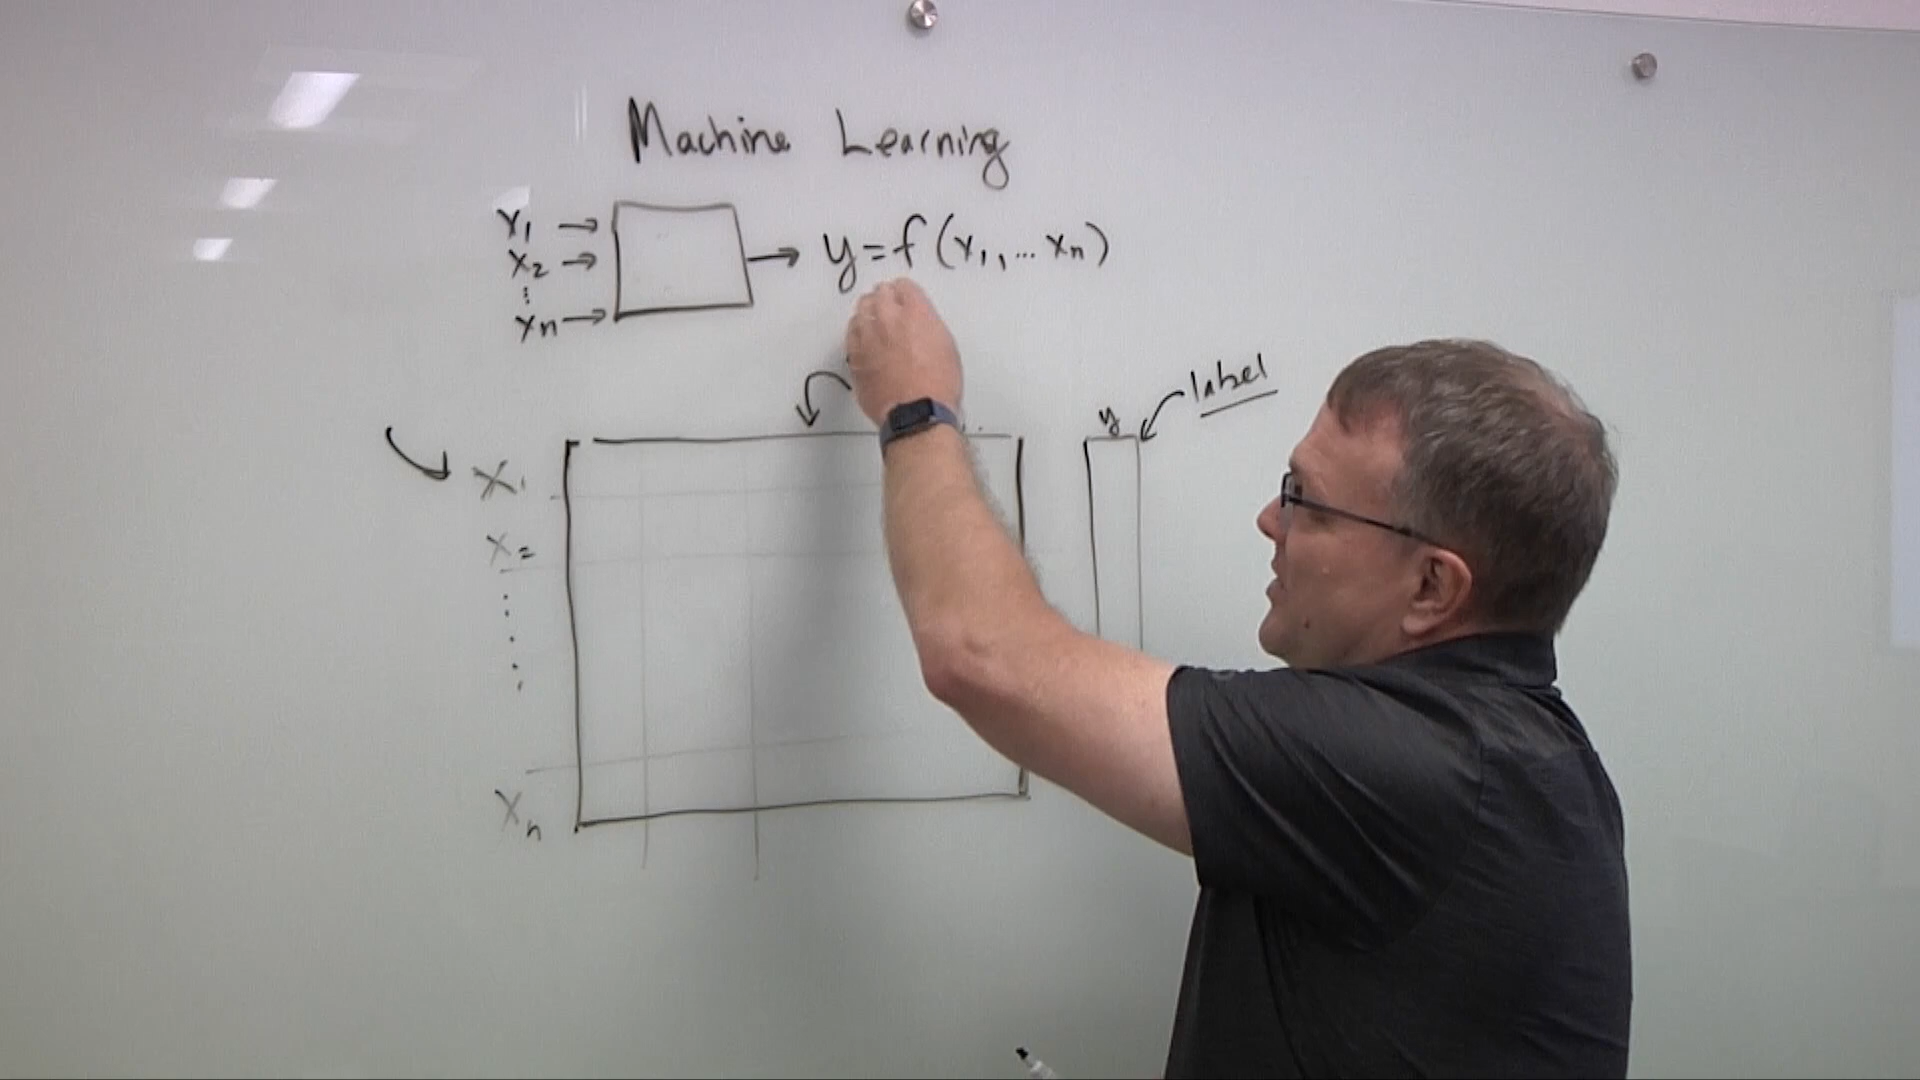 Machine Learning
x1 →
x2 → → y = f(x1, ... xn)
⋮
xn →
label
y
X1
X2
⋮
Xn